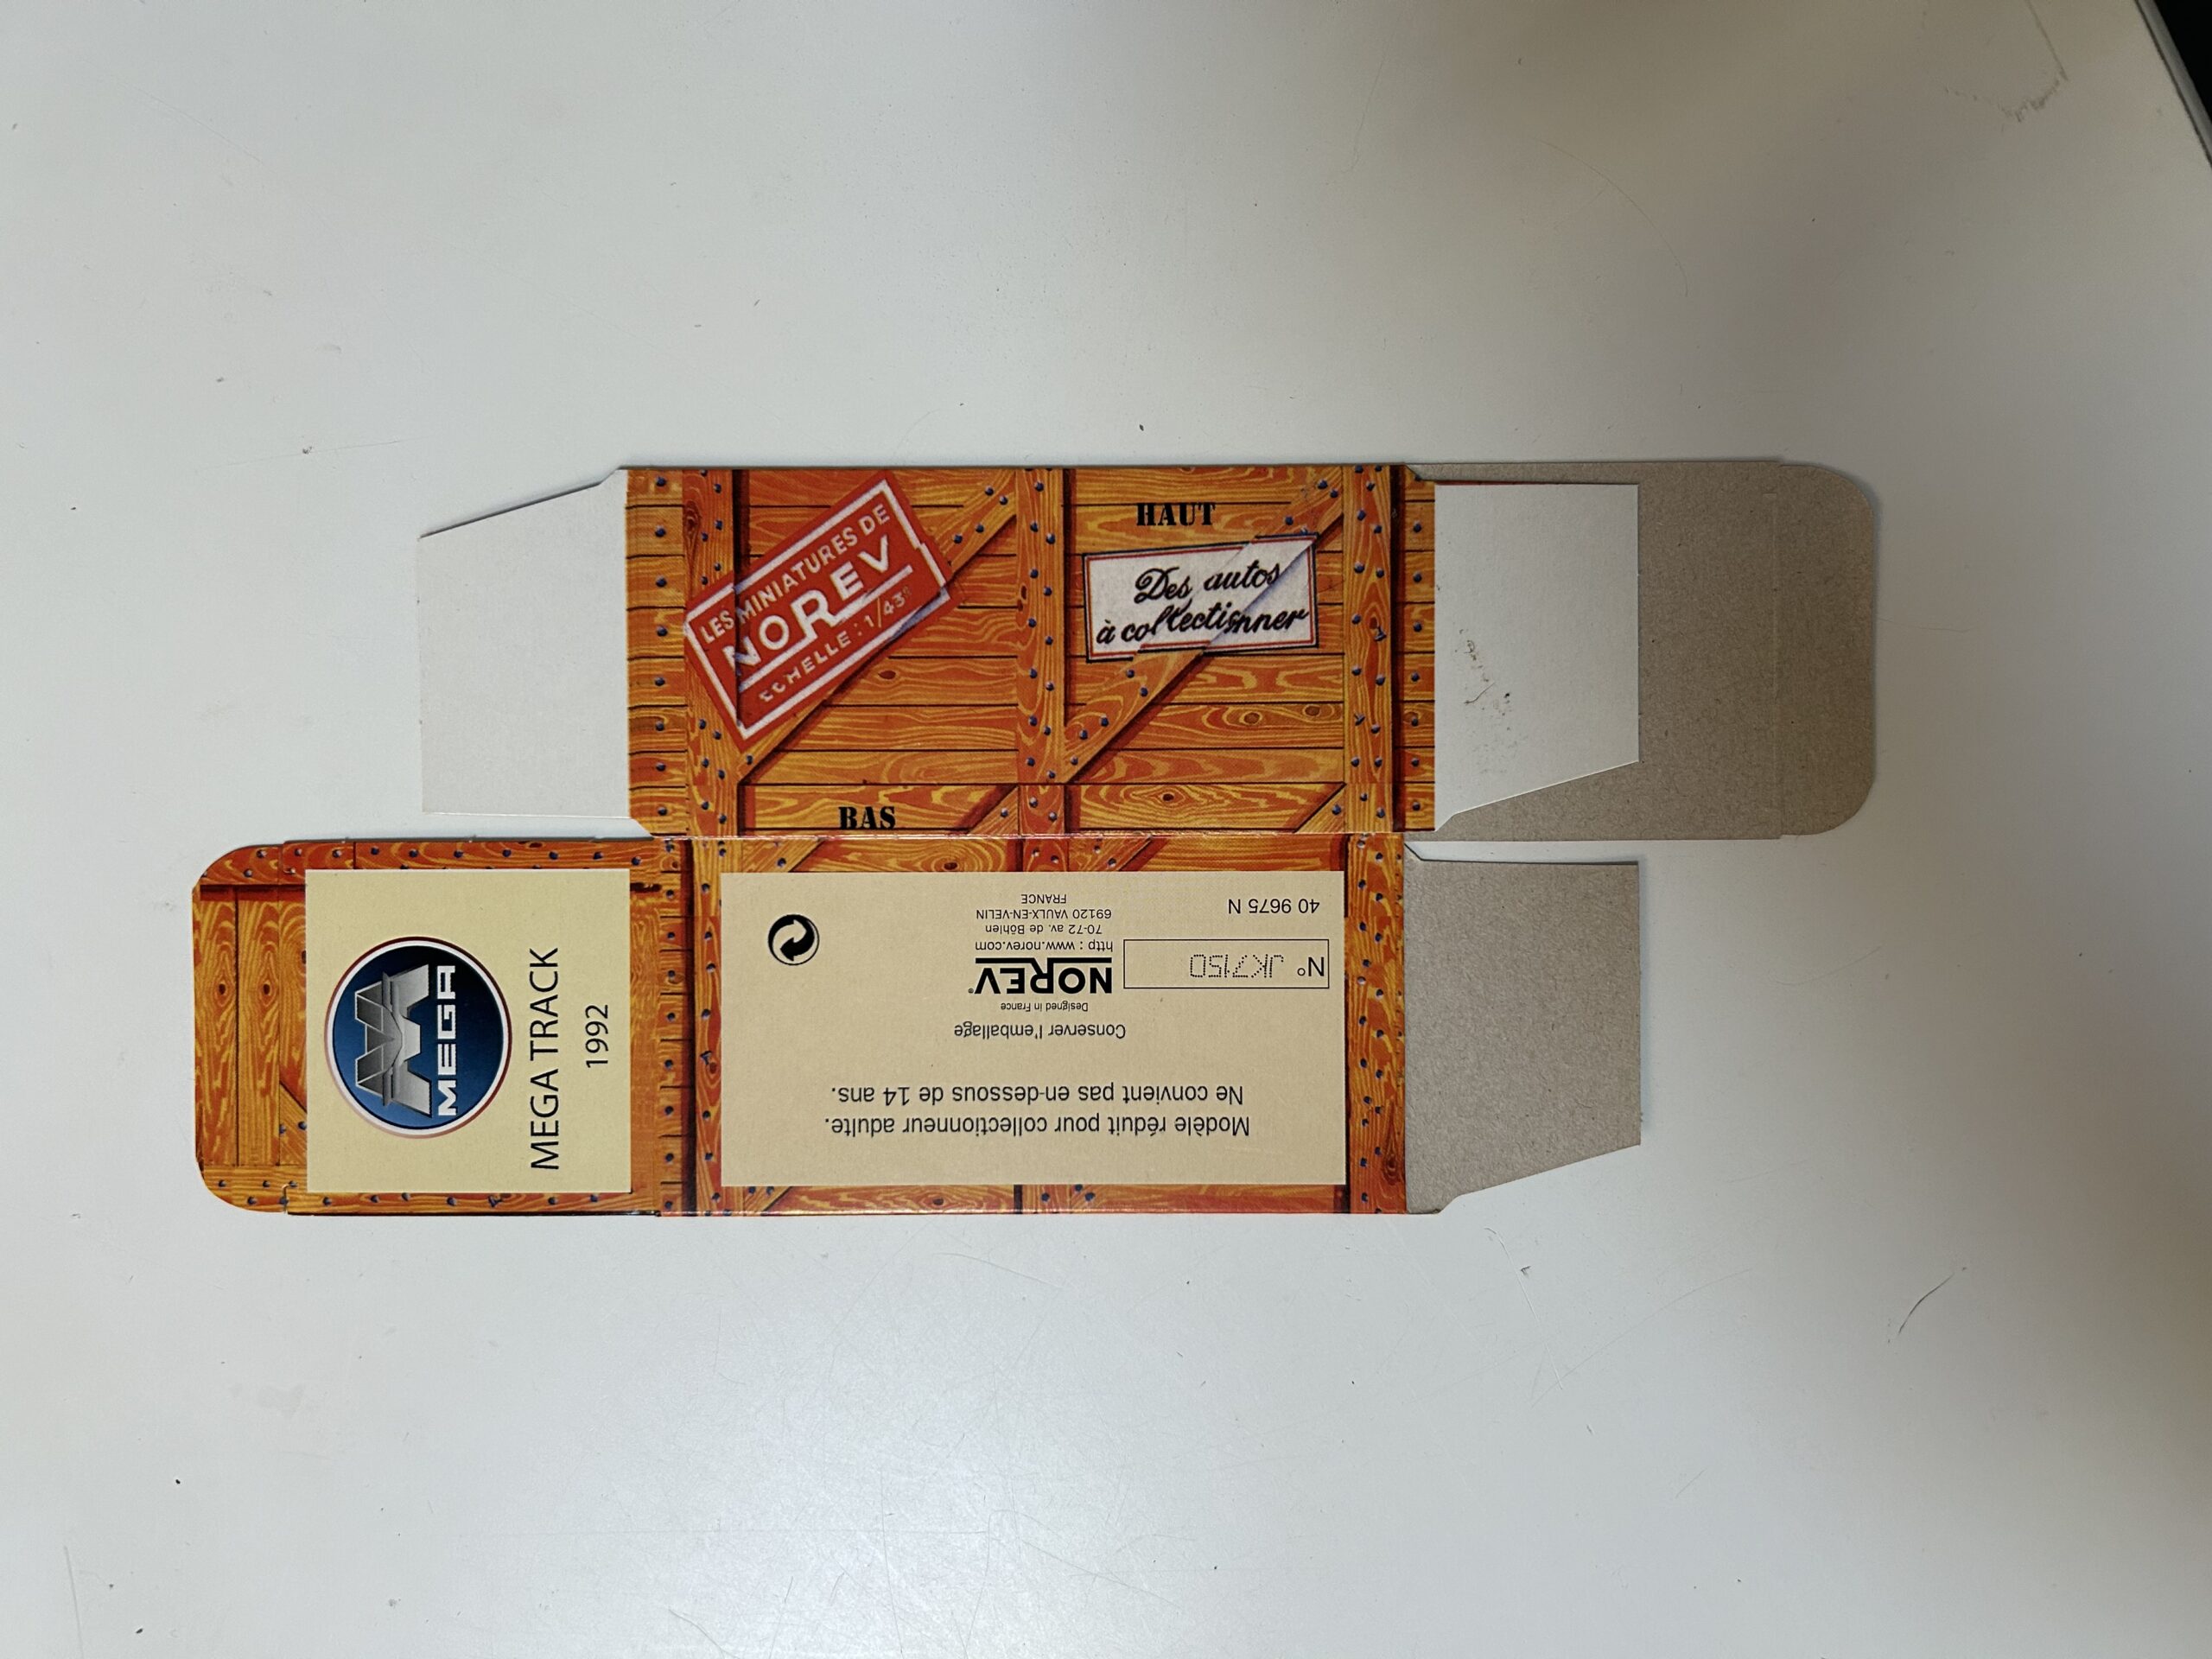 LES MINIATURES DE
NOREV
ECHELLE : 1/43e
HAUT
Des autos
à collectionner
BAS
MEGA
MEGA TRACK
1992
Modèle réduit pour collectionneur adulte.
Ne convient pas en-dessous de 14 ans.
Conserver l'emballage
Designed in France
NOREV®
http : www.norev.com
70-72 av. de Böhlen
69120 VAULX-EN-VELIN
FRANCE
N° JK715D
40 9675 N